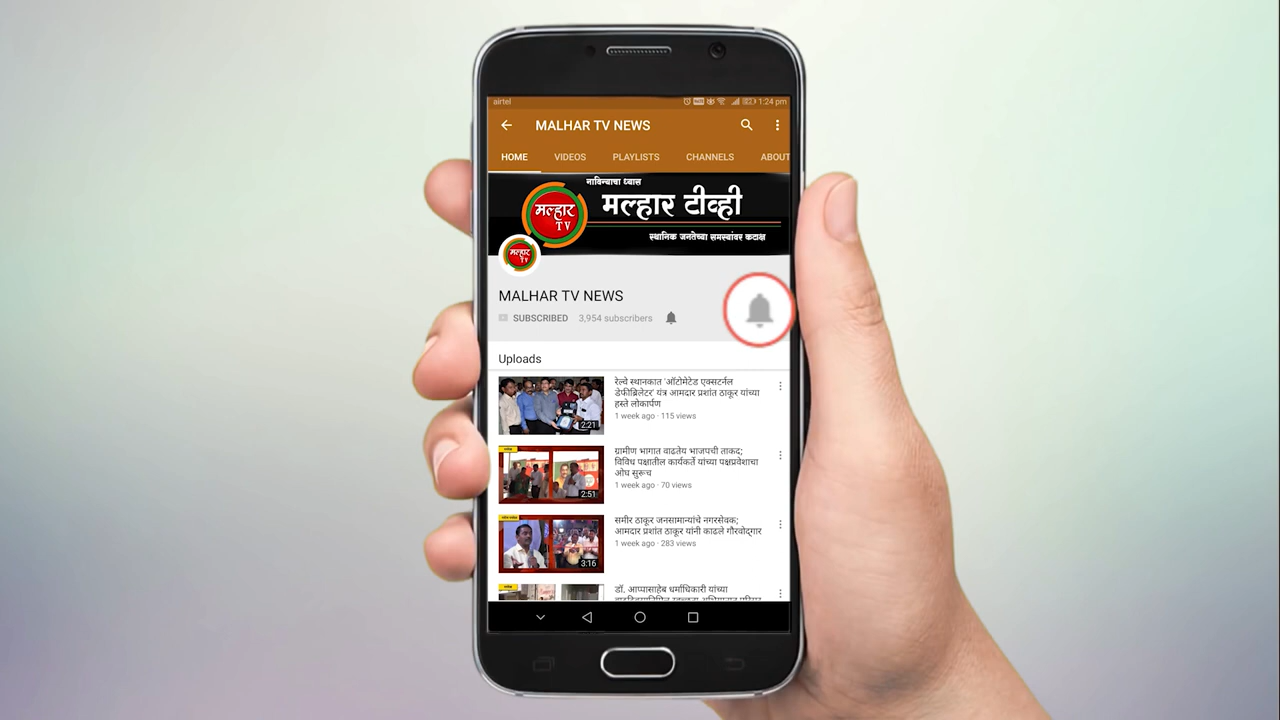 airtel
1:24 pm
MALHAR TV NEWS
HOME VIDEOS PLAYLISTS CHANNELS ABOUT
नाविन्याचा ध्यास
मल्हार टीव्ही
मल्हार
TV
स्थानिक जनतेच्या समस्यांवर कटाक्ष
मल्हार
TV
MALHAR TV NEWS
SUBSCRIBED 3,954 subscribers
Uploads
रेल्वे स्थानकात 'ऑटोमेटेड एक्सटर्नल
डेफीब्रिलेटर' यंत्र आमदार प्रशांत ठाकूर यांच्या
हस्ते लोकार्पण
1 week ago · 115 views
2:21
ग्रामीण भागात वाढतेय भाजपची ताकद;
विविध पक्षातील कार्यकर्ते यांच्या पक्षप्रवेशाचा
ओघ सुरूच
1 week ago · 70 views
2:51
समीर ठाकूर जनसामान्यांचे नगरसेवक;
आमदार प्रशांत ठाकूर यांनी काढले गौरवोद्गार
1 week ago · 283 views
3:16
डॉ. आप्पासाहेब धर्माधिकारी यांच्या